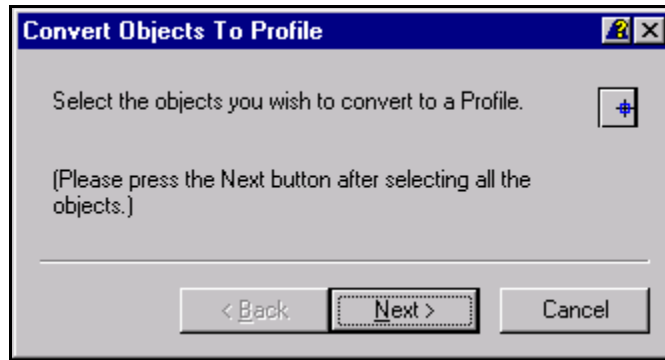 Convert Objects To Profile
Select the objects you wish to convert to a Profile.
(Please press the Next button after selecting all the
objects.)
< Back Next > Cancel